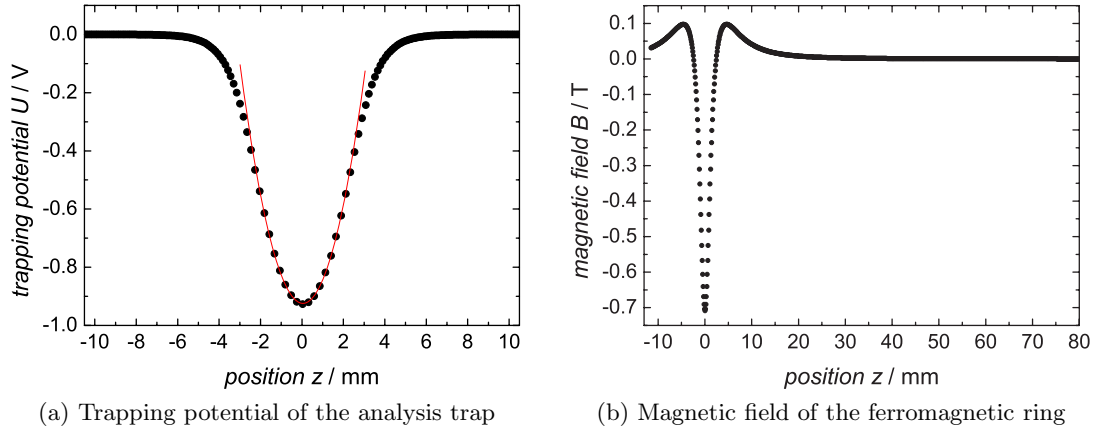 0.0
-0.2
-0.4
-0.6
-0.8
-1.0
trapping potential U / V
-10 -8 -6 -4 -2 0 2 4 6 8 10
position z / mm
(a) Trapping potential of the analysis trap
0.1
0.0
-0.1
-0.2
-0.3
-0.4
-0.5
-0.6
-0.7
magnetic field B / T
-10 0 10 20 30 40 50 60 70 80
position z / mm
(b) Magnetic field of the ferromagnetic ring